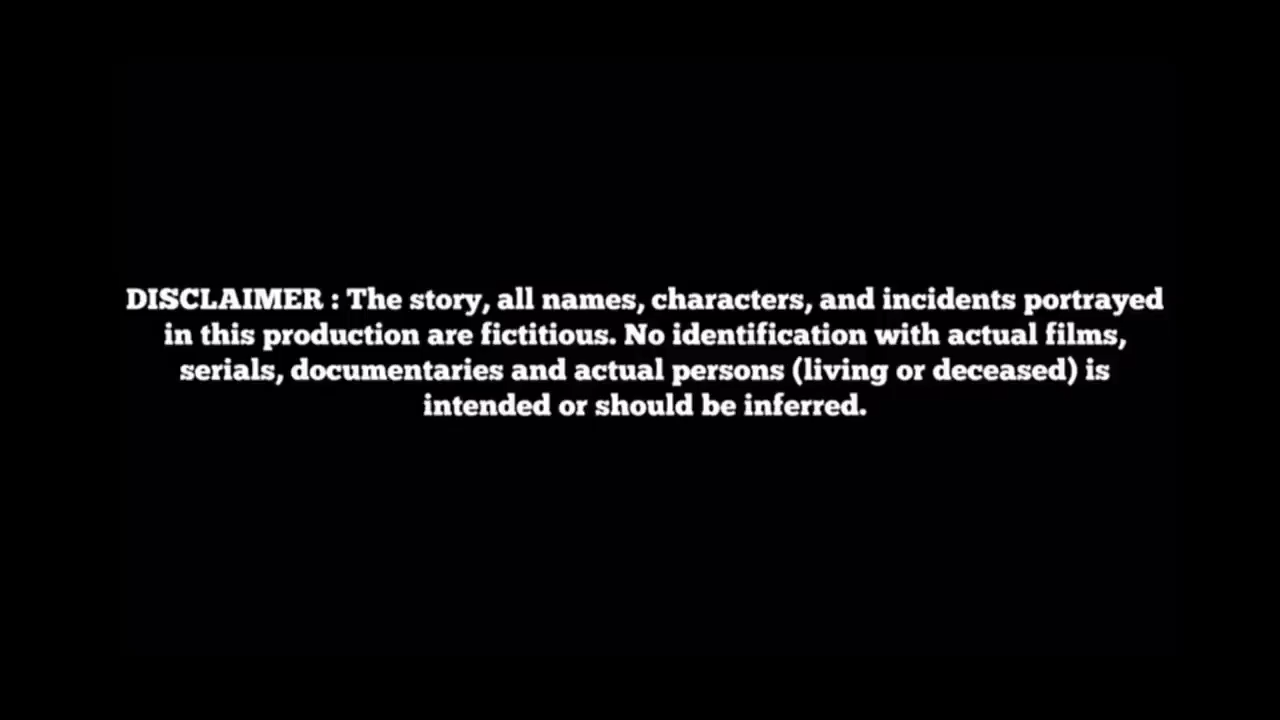 DISCLAIMER : The story, all names, characters, and incidents portrayed
in this production are fictitious. No identification with actual films,
serials, documentaries and actual persons (living or deceased) is
intended or should be inferred.